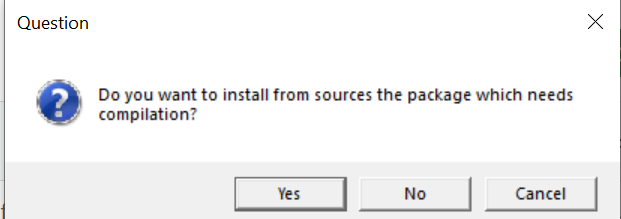 Question
Do you want to install from sources the package which needs
compilation?
Yes No Cancel